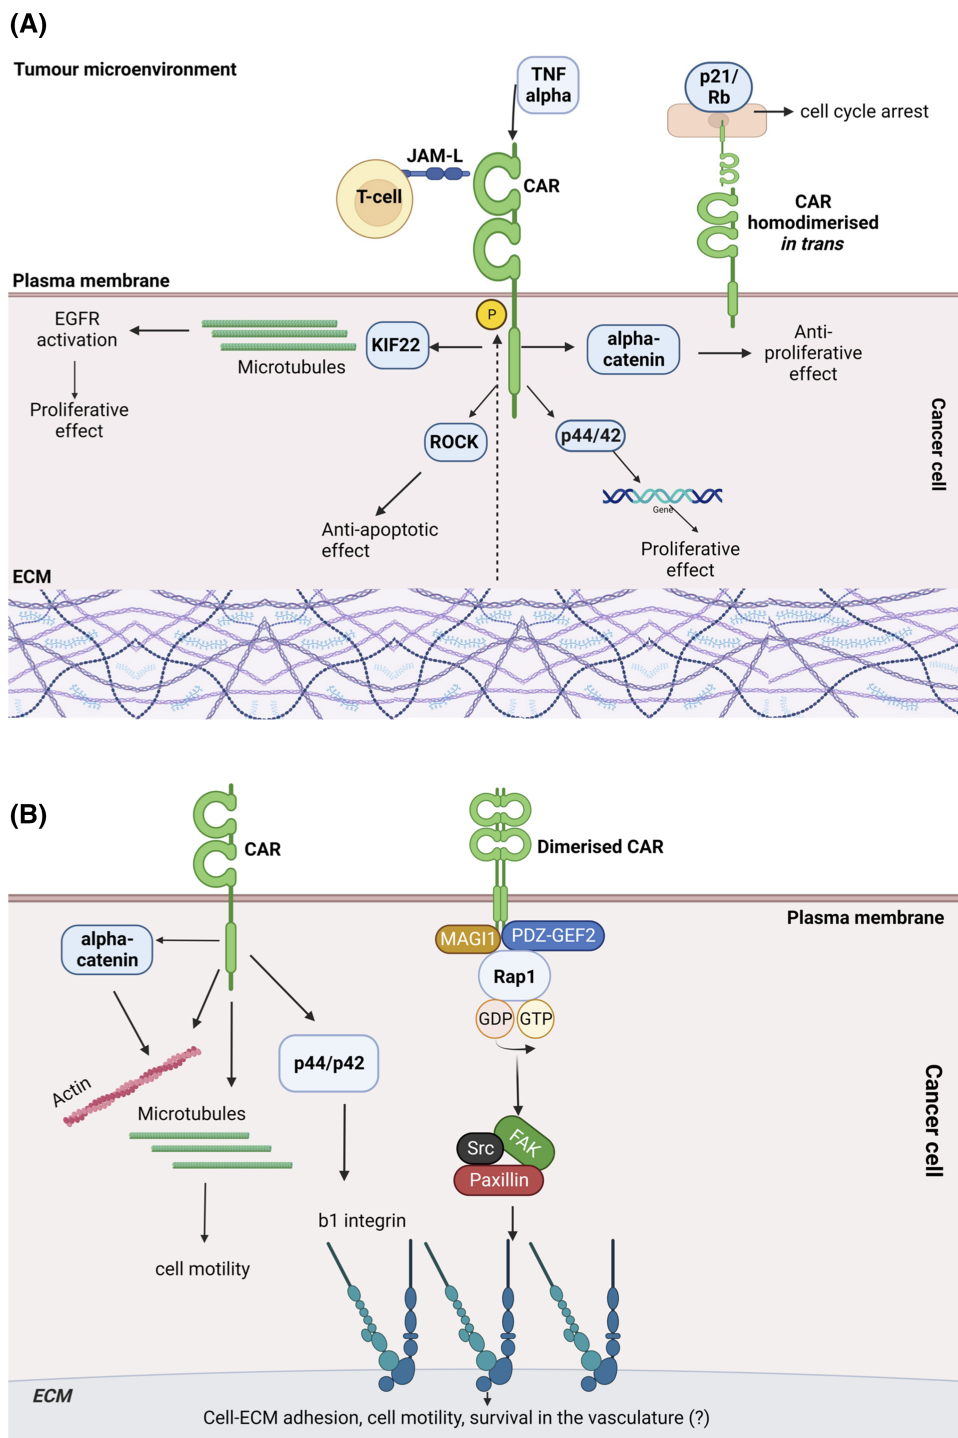 (A)
Tumour microenvironment
TNF
alpha
p21/
Rb
cell cycle arrest
JAM-L
T-cell
CAR
CAR
homodimerised
in trans
Plasma membrane
P
EGFR
activation
Microtubules
KIF22
alpha-
catenin
Anti-
proliferative
effect
Proliferative
effect
ROCK
p44/42
Cancer cell
Gene
Anti-apoptotic
effect
Proliferative
effect
ECM
(B)
CAR
Dimerised CAR
Plasma membrane
alpha-
catenin
MAGI1
PDZ-GEF2
Rap1
GDP
GTP
p44/p42
Actin
Microtubules
Cancer cell
Src
FAK
Paxillin
b1 integrin
cell motility
ECM
Cell-ECM adhesion, cell motility, survival in the vasculature (?)